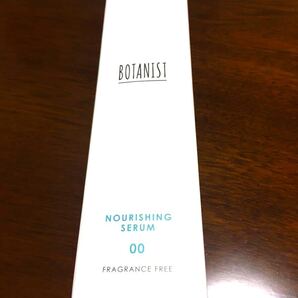 BOTANIST
NOURISHING
SERUM
00
FRAGRANCE FREE